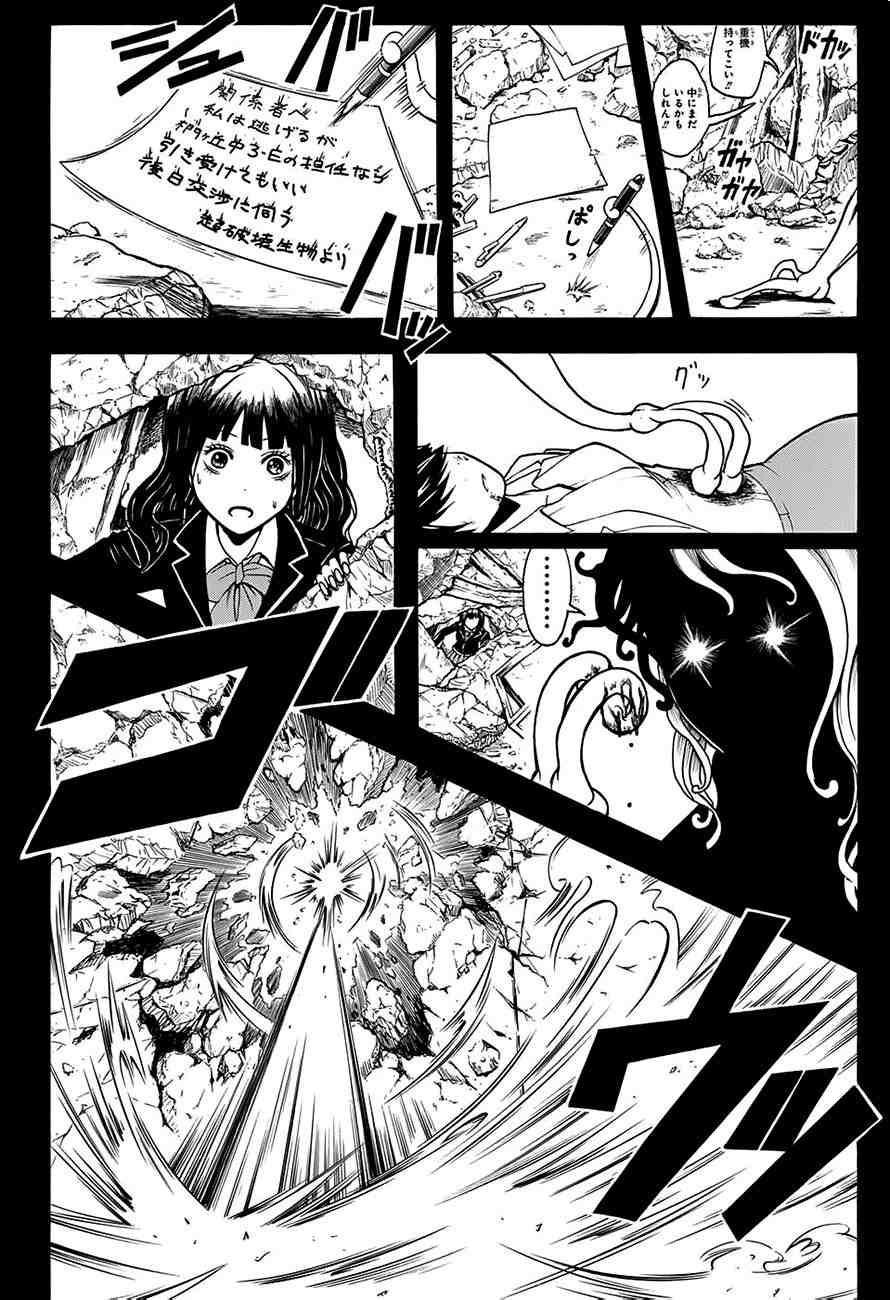 重機
持ってこい!!
中にまだ
いるかも
しれん!!
ドカッ
ガヤ
ガヤ
ぱしっ
ジュ
ババババ
関係者へ
私は逃げるが
椚ヶ丘中3-Eの担任なら
引き受けてもいい
後日交渉に伺う
超破壊生物より
グッ
………
ゴウッ